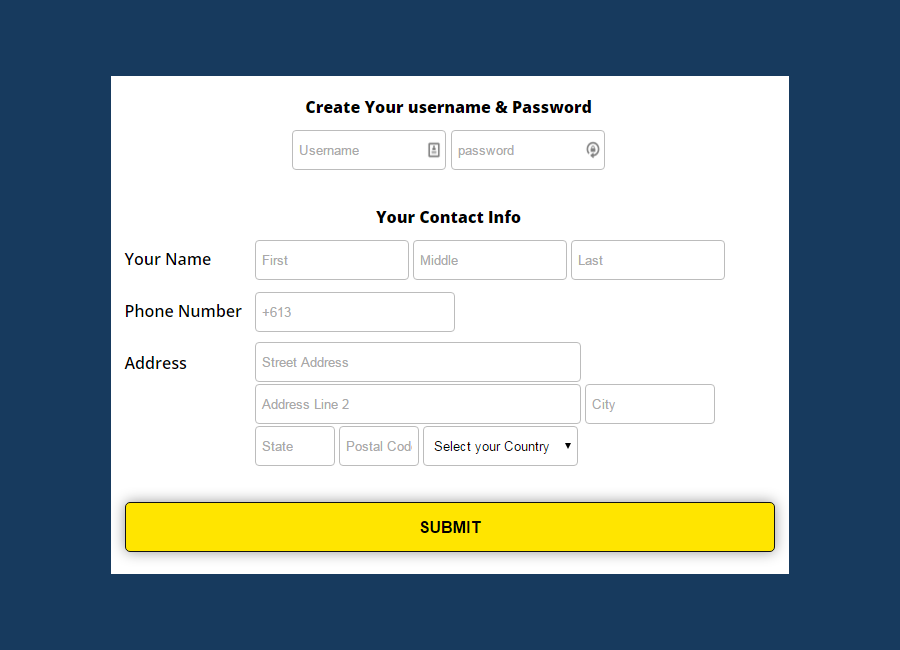 Create Your username & Password
Username password
Your Contact Info
Your Name First Middle Last
Phone Number +613
Address Street Address
Address Line 2 City
State Postal Cod Select your Country
SUBMIT